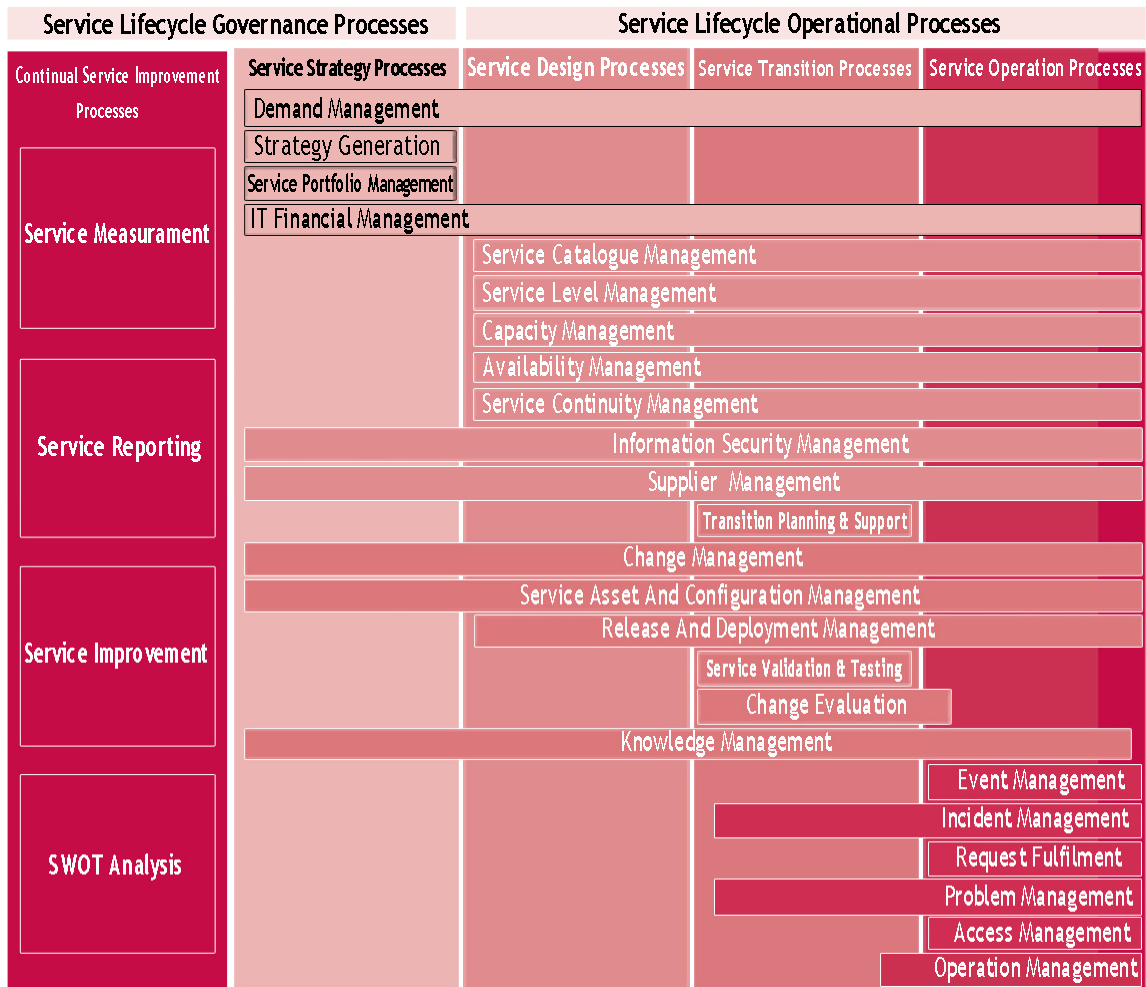 Service Lifecycle Governance Processes
Service Lifecycle Operational Processes
Continual Service Improvement
Processes
Service Measurament
Service Reporting
Service Improvement
SWOT Analysis
Service Strategy Processes
Service Design Processes
Service Transition Processes
Service Operation Processes
Demand Management
Strategy Generation
Service Portfolio Management
IT Financial Management
Service Catalogue Management
Service Level Management
Capacity Management
Availability Management
Service Continuity Management
Information Security Management
Supplier Management
Transition Planning & Support
Change Management
Service Asset And Configuration Management
Release And Deployment Management
Service Validation & Testing
Change Evaluation
Knowledge Management
Event Management
Incident Management
Request Fulfilment
Problem Management
Access Management
Operation Management